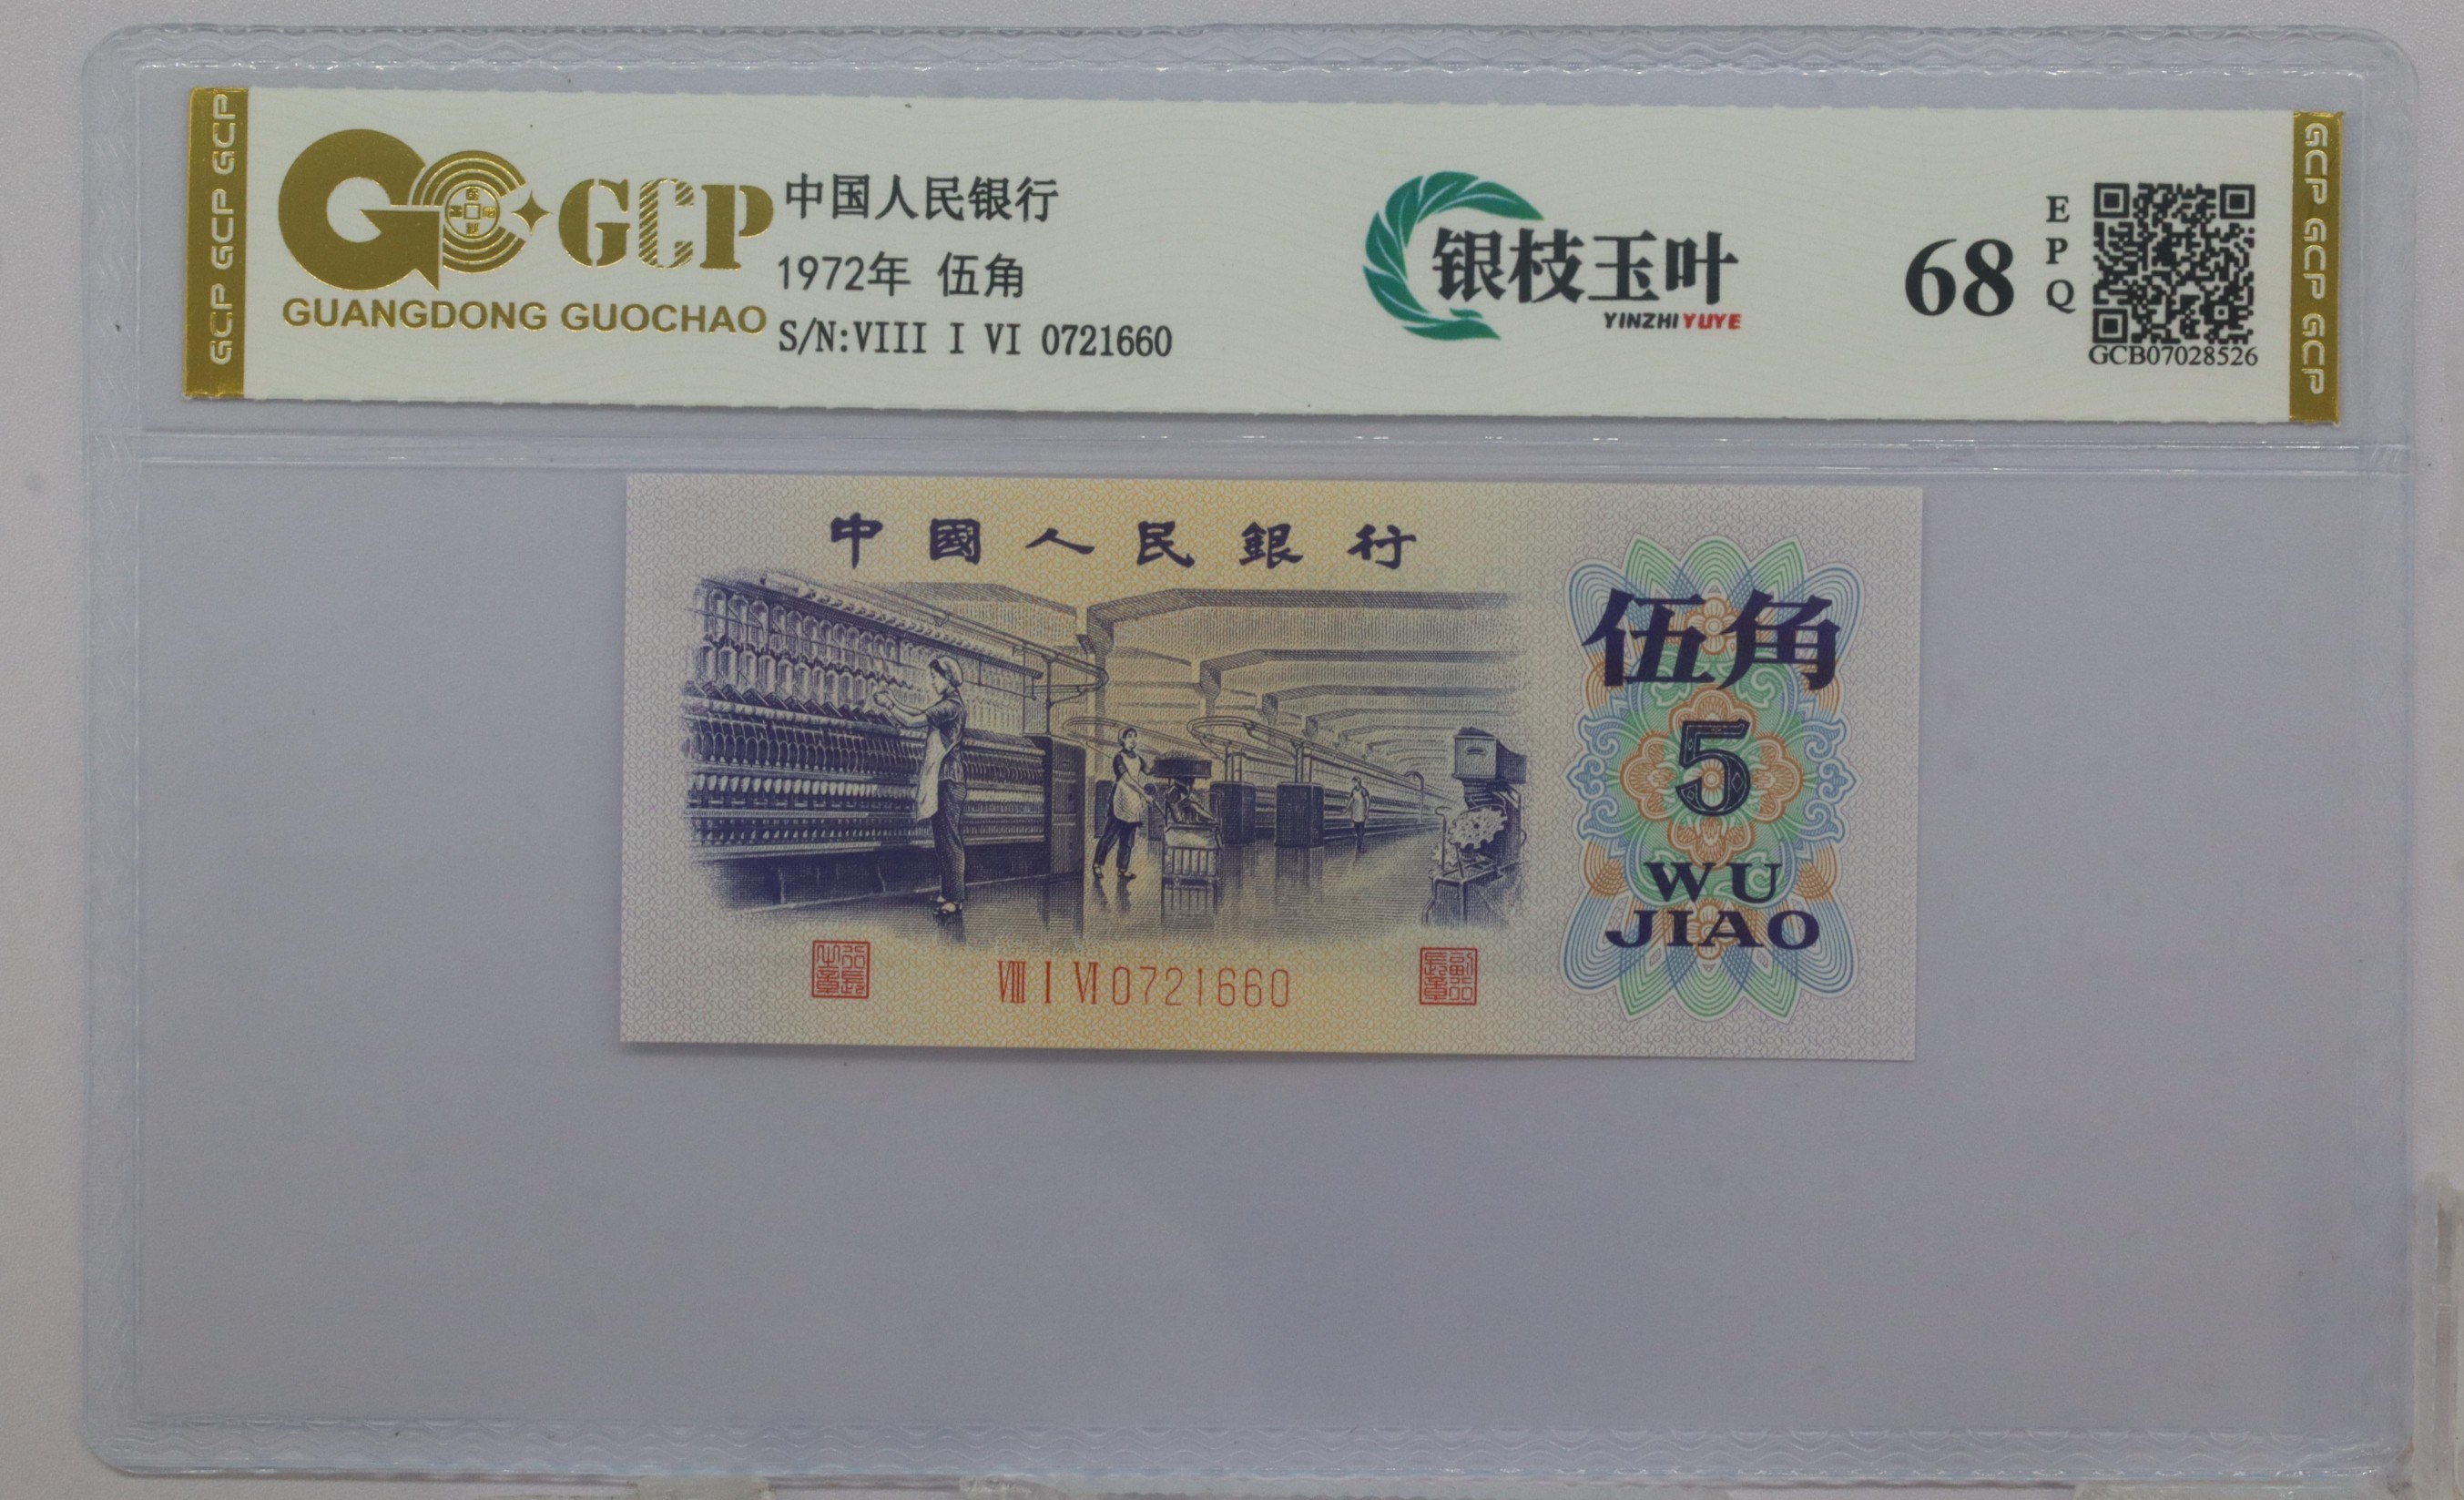 GCP GCP GCP
GCP
GUANGDONG GUOCHAO
中国人民银行
1972年 伍角
S/N:VIII I VI 0721660
银枝玉叶
YINZHIYUYE
68
EPQ
GCB07028526
GCP GCP GCP
中國人民銀行
伍角
5
WU
JIAO
VIII I VI 0721660